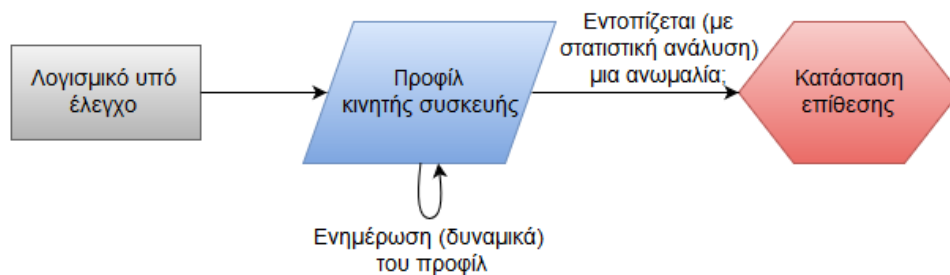 Λογισμικό υπό
έλεγχο
Προφίλ
κινητής συσκευής
Εντοπίζεται (με
στατιστική ανάλυση)
μια ανωμαλία;
Κατάσταση
επίθεσης
Ενημέρωση (δυναμικά)
του προφίλ